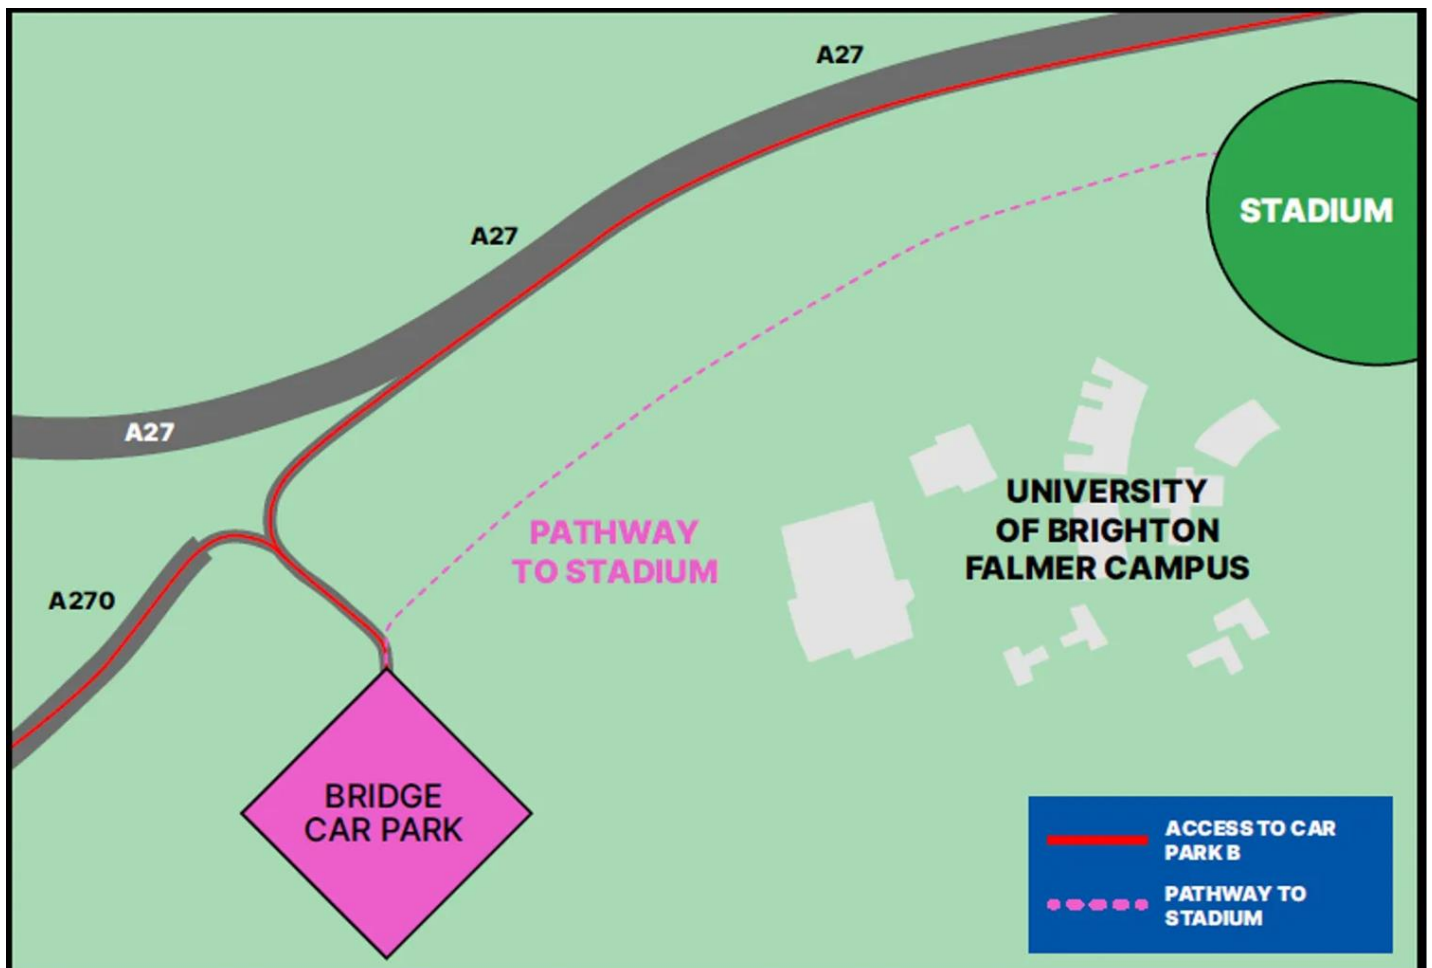 A27
A27
STADIUM
A27
UNIVERSITY
OF BRIGHTON
FALMER CAMPUS
PATHWAY
TO STADIUM
A270
BRIDGE
CAR PARK
ACCESS TO CAR
PARK B
PATHWAY TO
STADIUM